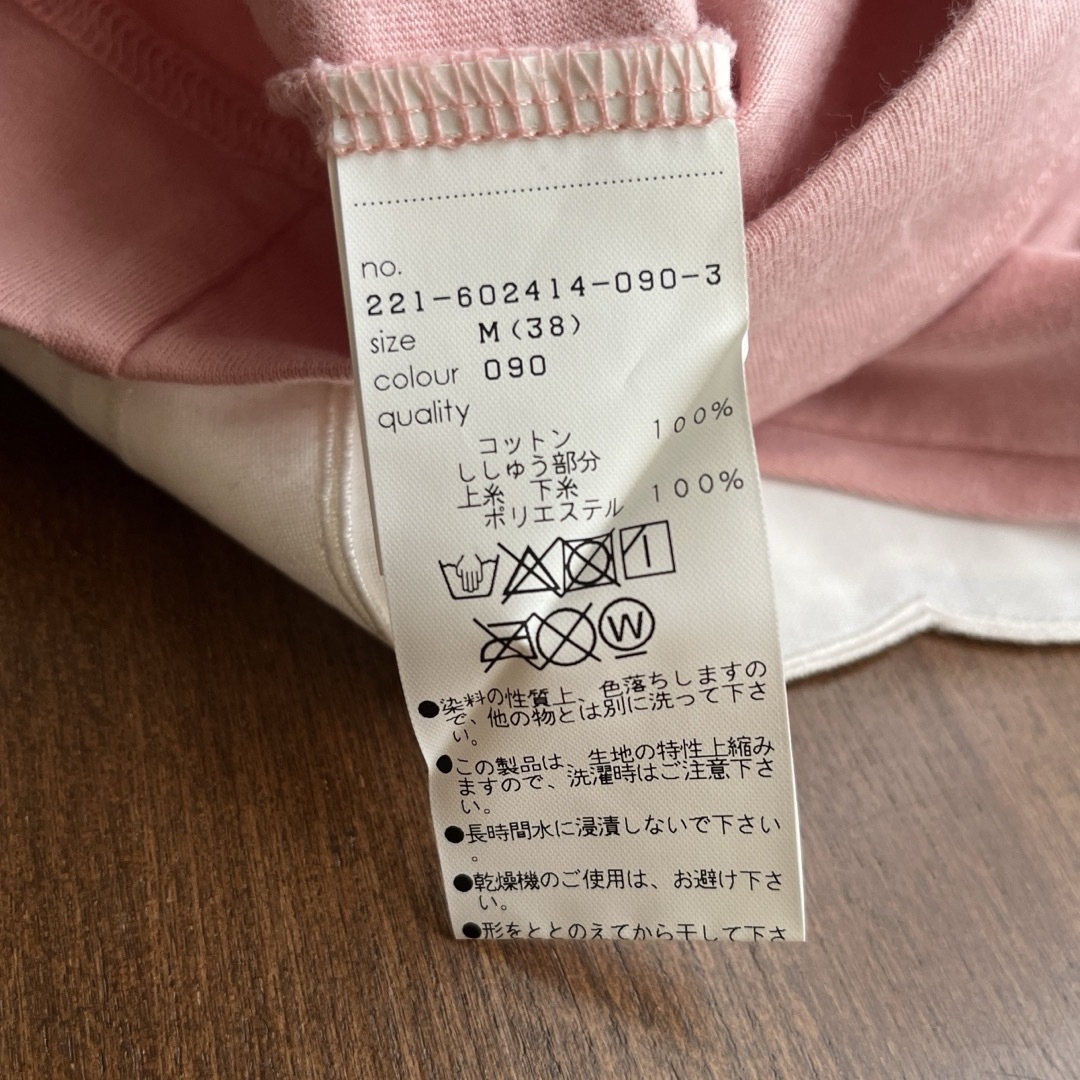 no.
221-602414-090-3
size M(38)
colour 090
quality
コットン 100%
ししゅう部分
上糸 下糸
ポリエステル 100%
W
●染料の性質上、色落ちしますの
で、他の物とは別に洗って下さ
い。
●この製品は、生地の特性上縮み
ますので、洗濯時はご注意下さ
い。
●長時間水に浸漬しないで下さい
。
●乾燥機のご使用は、お避け下さ
い。
●形をととのえてから干して下さ